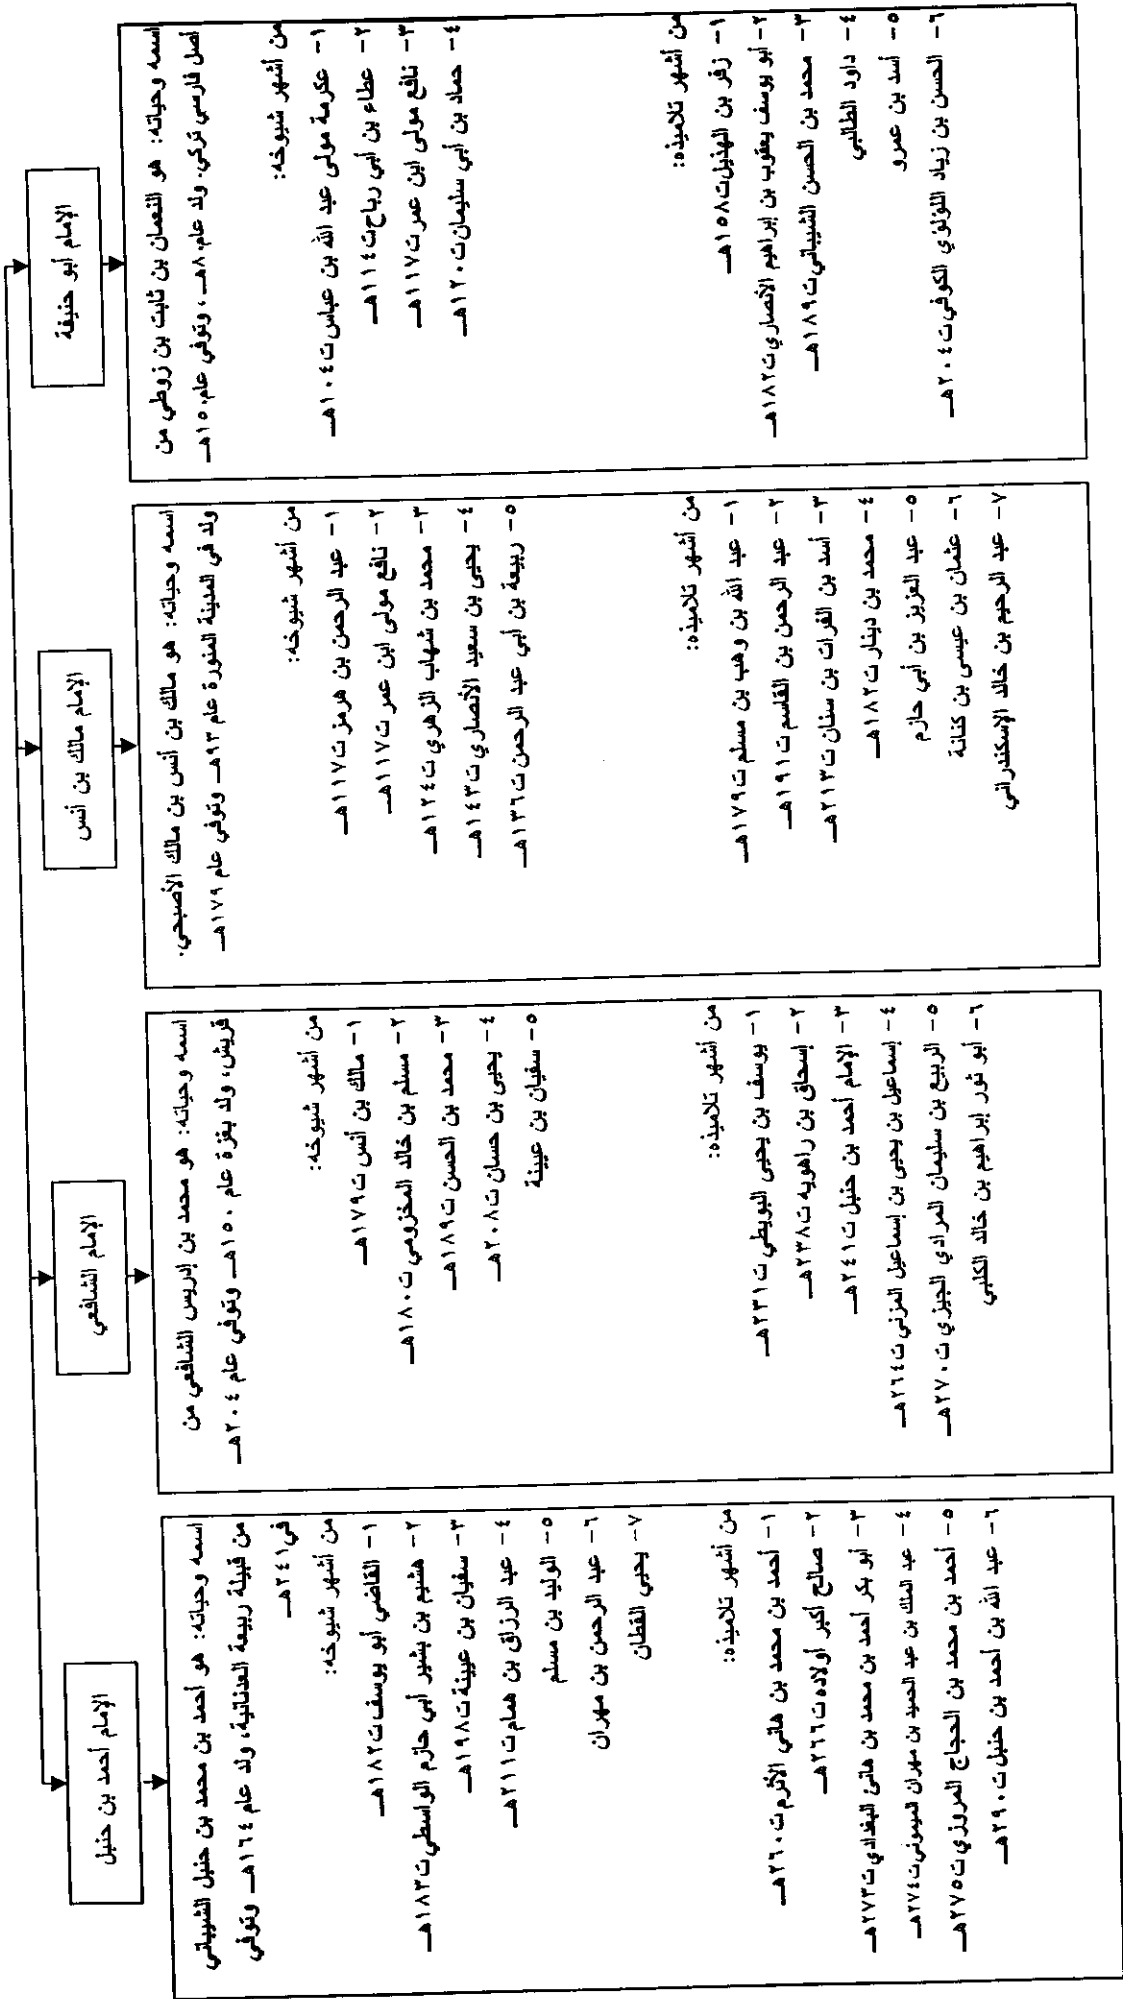 الإمام أبو حنيفة
اسمه وحياته: هو النعمان بن ثابت بن زوطي من
أصل فارسي تركي، ولد عام ٨٠هـ، وتوفي عام ١٥٠هـ
من أشهر شيوخه:
١- عكرمة مولى عبد الله بن عباس ت ١٠٤هـ
٢- عطاء بن أبي رباح ت ١١٤هـ
٣- نافع مولى ابن عمر ت ١١٧هـ
٤- حماد بن أبي سليمان ت ١٢٠هـ
من أشهر تلاميذه:
١- زفر بن الهذيل ت ١٥٨هـ
٢- أبو يوسف يعقوب بن إبراهيم الأنصاري ت ١٨٢هـ
٣- محمد بن الحسن الشيباني ت ١٨٩هـ
٤- داود الطائي
٥- أسد بن عمرو
٦- الحسن بن زياد اللؤلؤي الكوفي ت ٢٠٤هـ
الإمام مالك بن أنس
اسمه وحياته: هو مالك بن أنس بن مالك الأصبحي.
ولد في المدينة المنورة عام ٩٣هـ وتوفي عام ١٧٩هـ
من أشهر شيوخه:
١- عبد الرحمن بن هرمز ت ١١٧هـ
٢- نافع مولى ابن عمر ت ١١٧هـ
٣- محمد بن شهاب الزهري ت ١٢٤هـ
٤- يحيى بن سعيد الأنصاري ت ١٤٣هـ
٥- ربيعة بن أبي عبد الرحمن ت ١٣٦هـ
من أشهر تلاميذه:
١- عبد الله بن وهب بن مسلم ت ١٧٩هـ
٢- عبد الرحمن بن القاسم ت ١٩١هـ
٣- أسد بن الفرات بن سنان ت ٢١٣هـ
٤- محمد بن دينار ت ١٨٢هـ
٥- عبد العزيز بن أبي حازم
٦- عثمان بن عيسى بن كنانة
٧- عبد الرحيم بن خالد الإسكندراني
الإمام الشافعي
اسمه وحياته: هو محمد بن إدريس الشافعي من
قريش، ولد بغزة عام ١٥٠هـ وتوفي عام ٢٠٤هـ
من أشهر شيوخه:
١- مالك بن أنس ت ١٧٩هـ
٢- مسلم بن خالد المخزومي ت ١٨٠هـ
٣- محمد بن الحسن ت ١٨٩هـ
٤- يحيى بن حسان ت ٢٠٨هـ
٥- سفيان بن عيينة
من أشهر تلاميذه:
١- يوسف بن يحيى البويطي ت ٢٣١هـ
٢- إسحاق بن راهويه ت ٢٣٨هـ
٣- الإمام أحمد بن حنبل ت ٢٤١هـ
٤- إسماعيل بن يحيى بن إسماعيل المزني ت ٢٦٤هـ
٥- الربيع بن سليمان المرادي الجيزي ت ٢٧٠هـ
٦- أبو ثور إبراهيم بن خالد الكلبي
الإمام أحمد بن حنبل
اسمه وحياته: هو أحمد بن محمد بن حنبل الشيباني
من قبيلة ربيعة العدنانية، ولد عام ١٦٤هـ وتوفي
في ٢٤١هـ
من أشهر شيوخه:
١- القاضي أبو يوسف ت ١٨٢هـ
٢- هشيم بن بشير أبي حازم الواسطي ت ١٨٣هـ
٣- سفيان بن عيينة ت ١٩٨هـ
٤- عبد الرزاق بن همام ت ٢١١هـ
٥- الوليد بن مسلم
٦- عبد الرحمن بن مهران
٧- يحيي القطان
من أشهر تلاميذه:
١- أحمد بن محمد بن هاني الأثرم ت ٢٦٠هـ
٢- صالح أكبر أولاده ت ٢٦٦هـ
٣- أبو بكر أحمد بن محمد بن هانئ البغدادي ت ٢٧٣هـ
٤- عبد الملك بن عبد الحميد بن مهران الميموني ت ٢٧٤هـ
٥- أحمد بن محمد بن الحجاج المروزي ت ٢٧٥هـ
٦- عبد الله بن أحمد بن حنبل ت ٢٩٠هـ